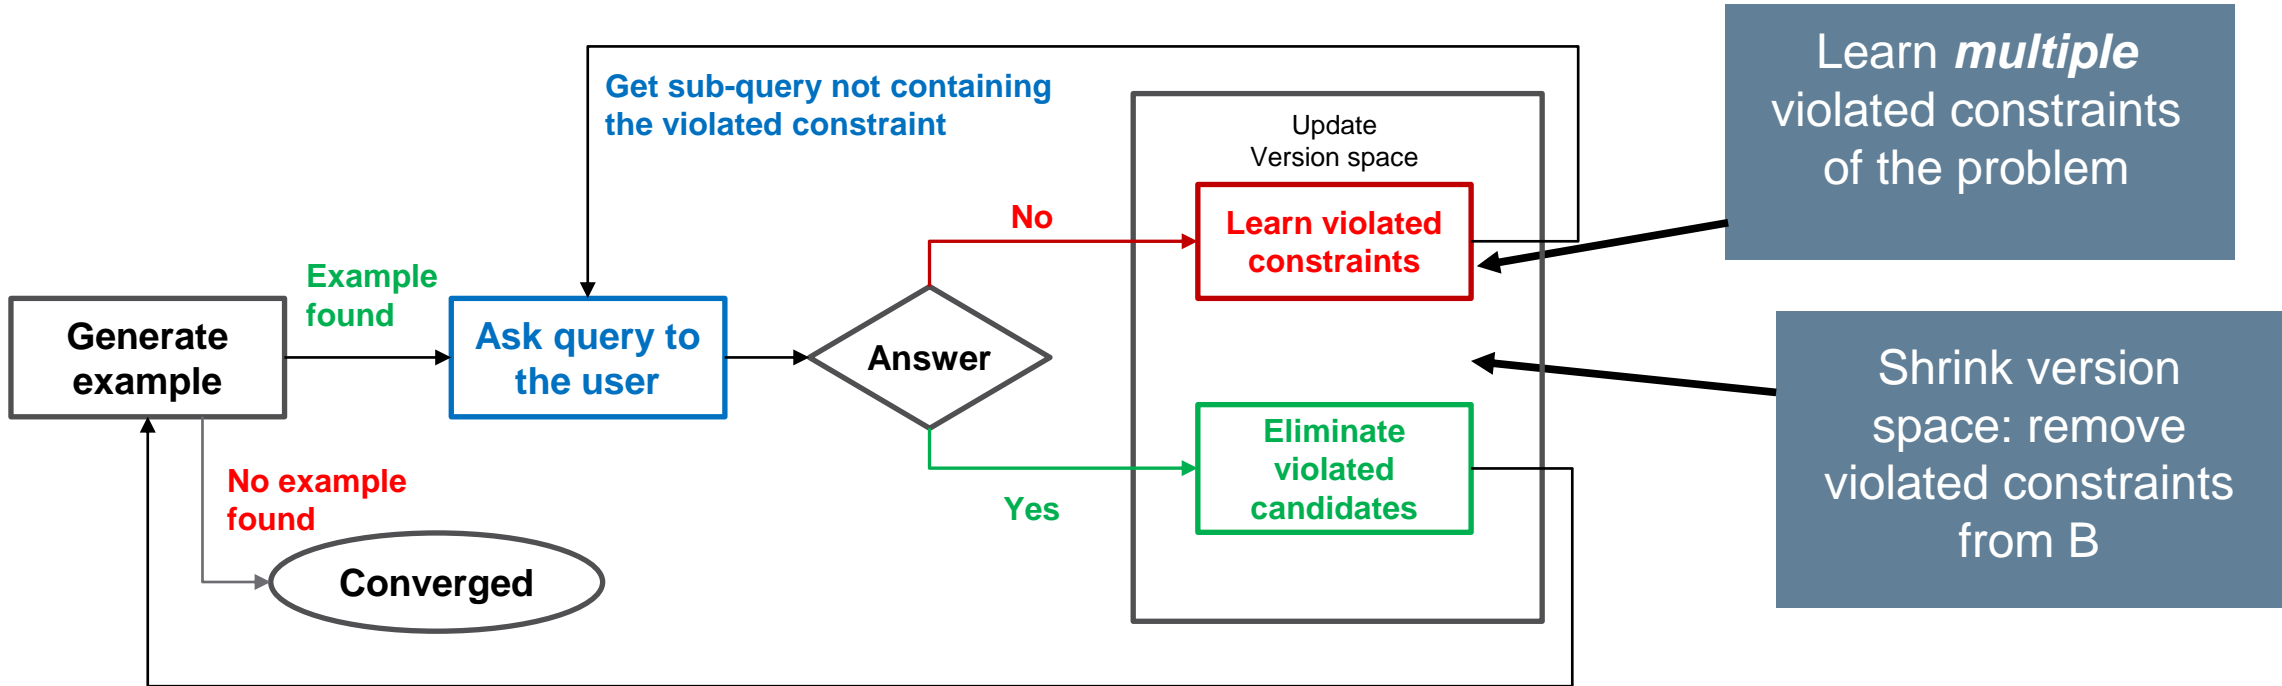 Learn multiple
violated constraints
of the problem
Get sub-query not containing
the violated constraint
Update
Version space
No
Learn violated
constraints
Example
found
Generate
example
Ask query to
the user
Answer
Shrink version
space: remove
violated constraints
from B
Eliminate
violated
candidates
Yes
No example
found
Converged